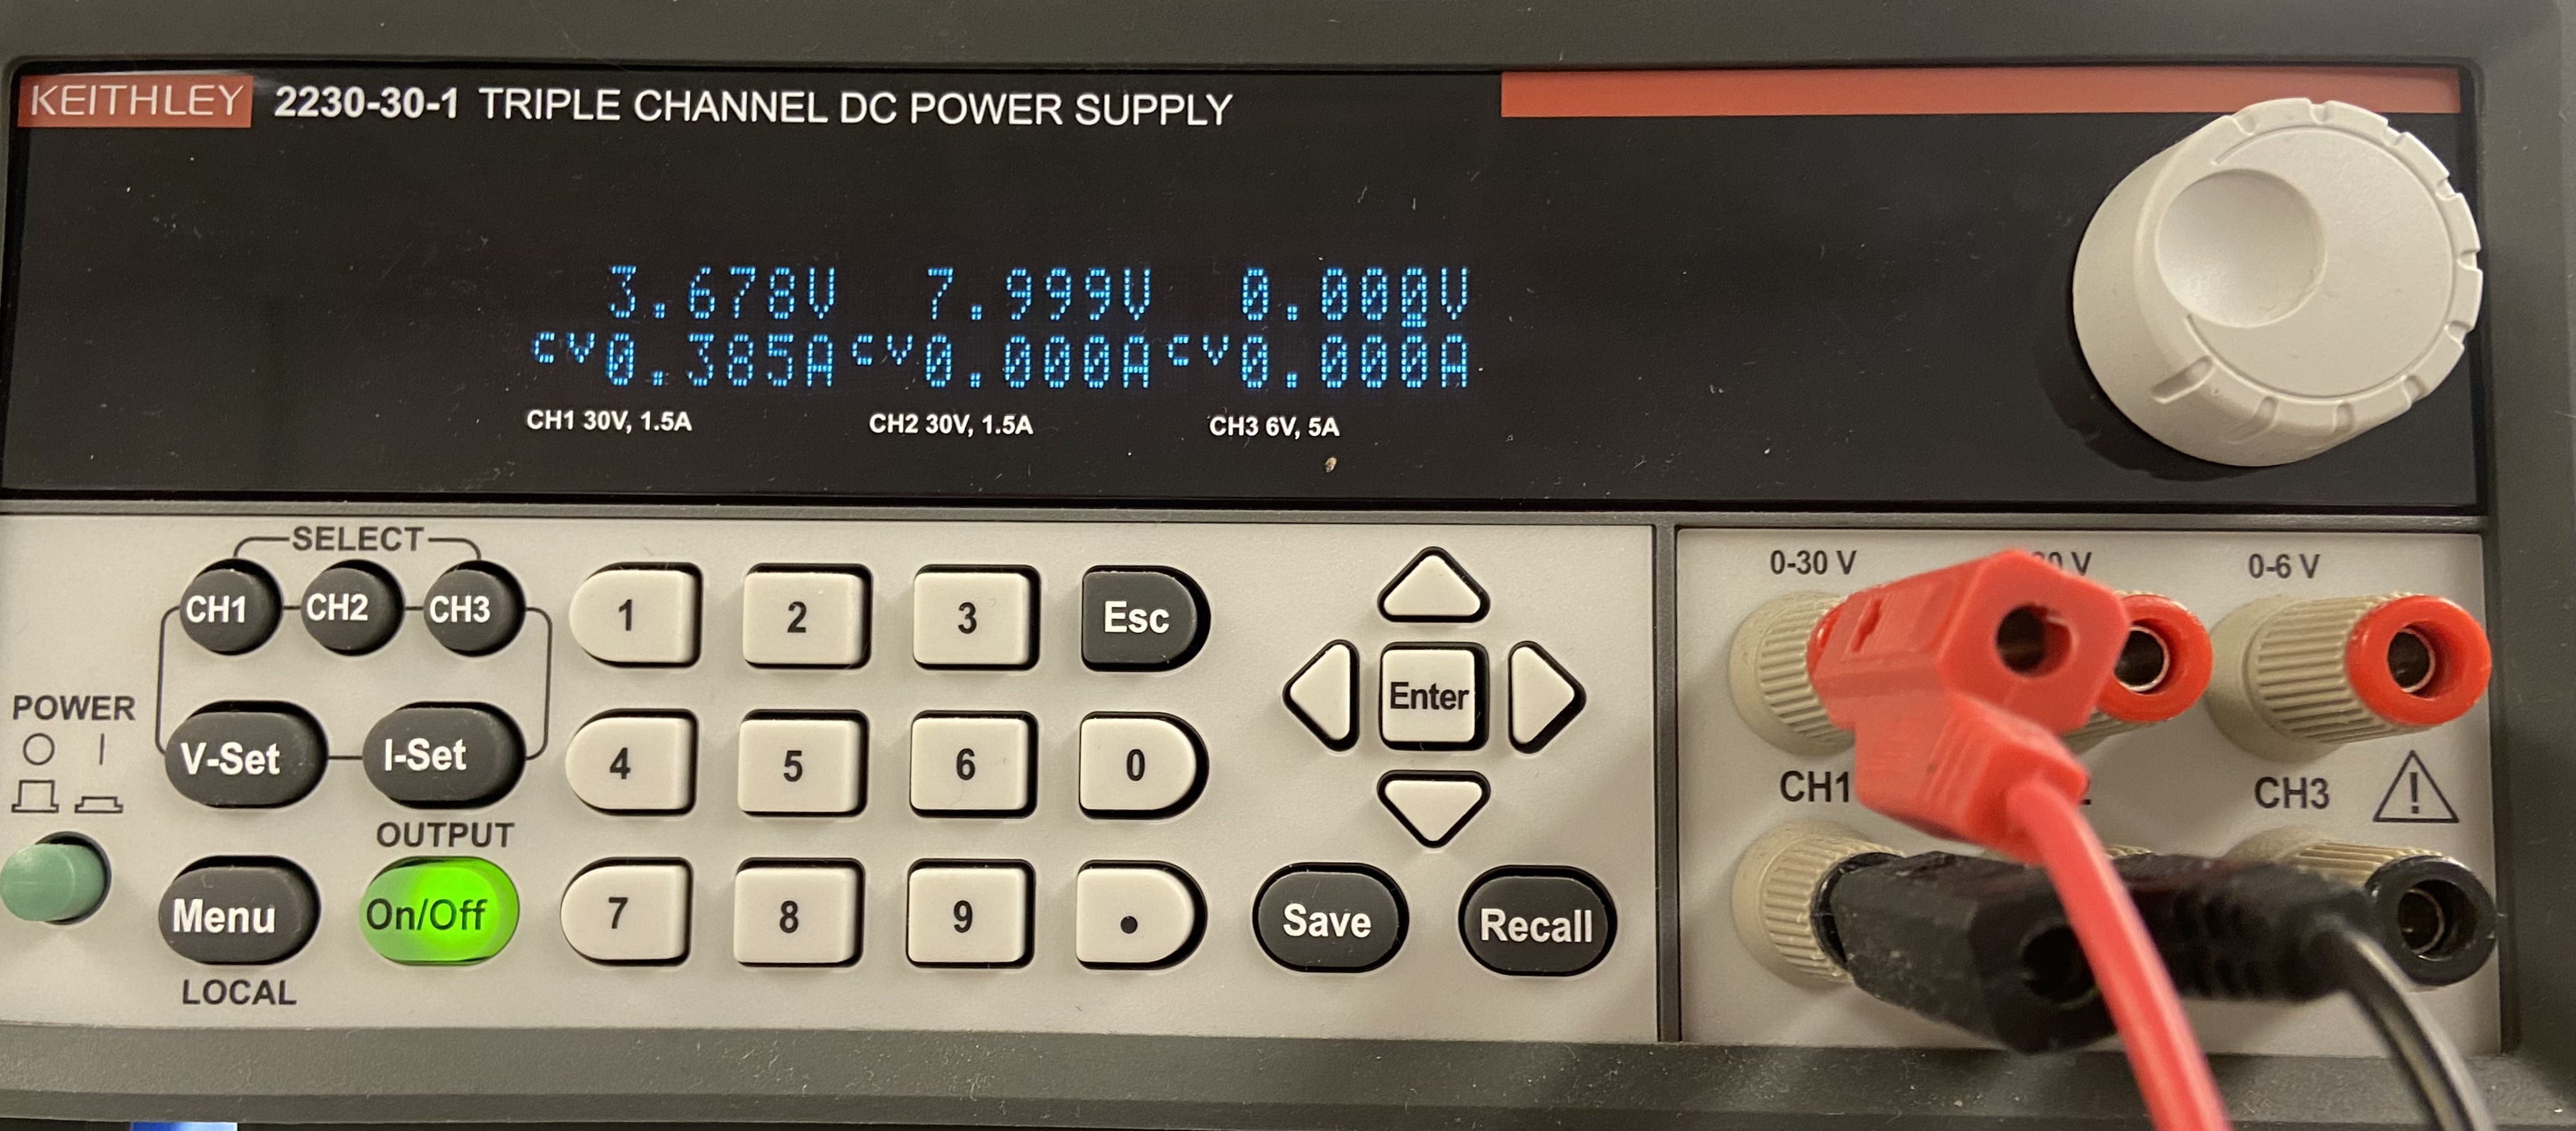 KEITHLEY 2230-30-1 TRIPLE CHANNEL DC POWER SUPPLY
3.678V 7.999V 0.000V
CV0.385A CV0.000A CV0.000A
CH1 30V, 1.5A CH2 30V, 1.5A CH3 6V, 5A
SELECT
CH1 CH2 CH3
1 2 3 Esc
POWER
V-Set I-Set
4 5 6 0
Enter
OUTPUT
Menu On/Off
7 8 9 .
Save Recall
LOCAL
0-30 V 0-6 V
CH1 CH3